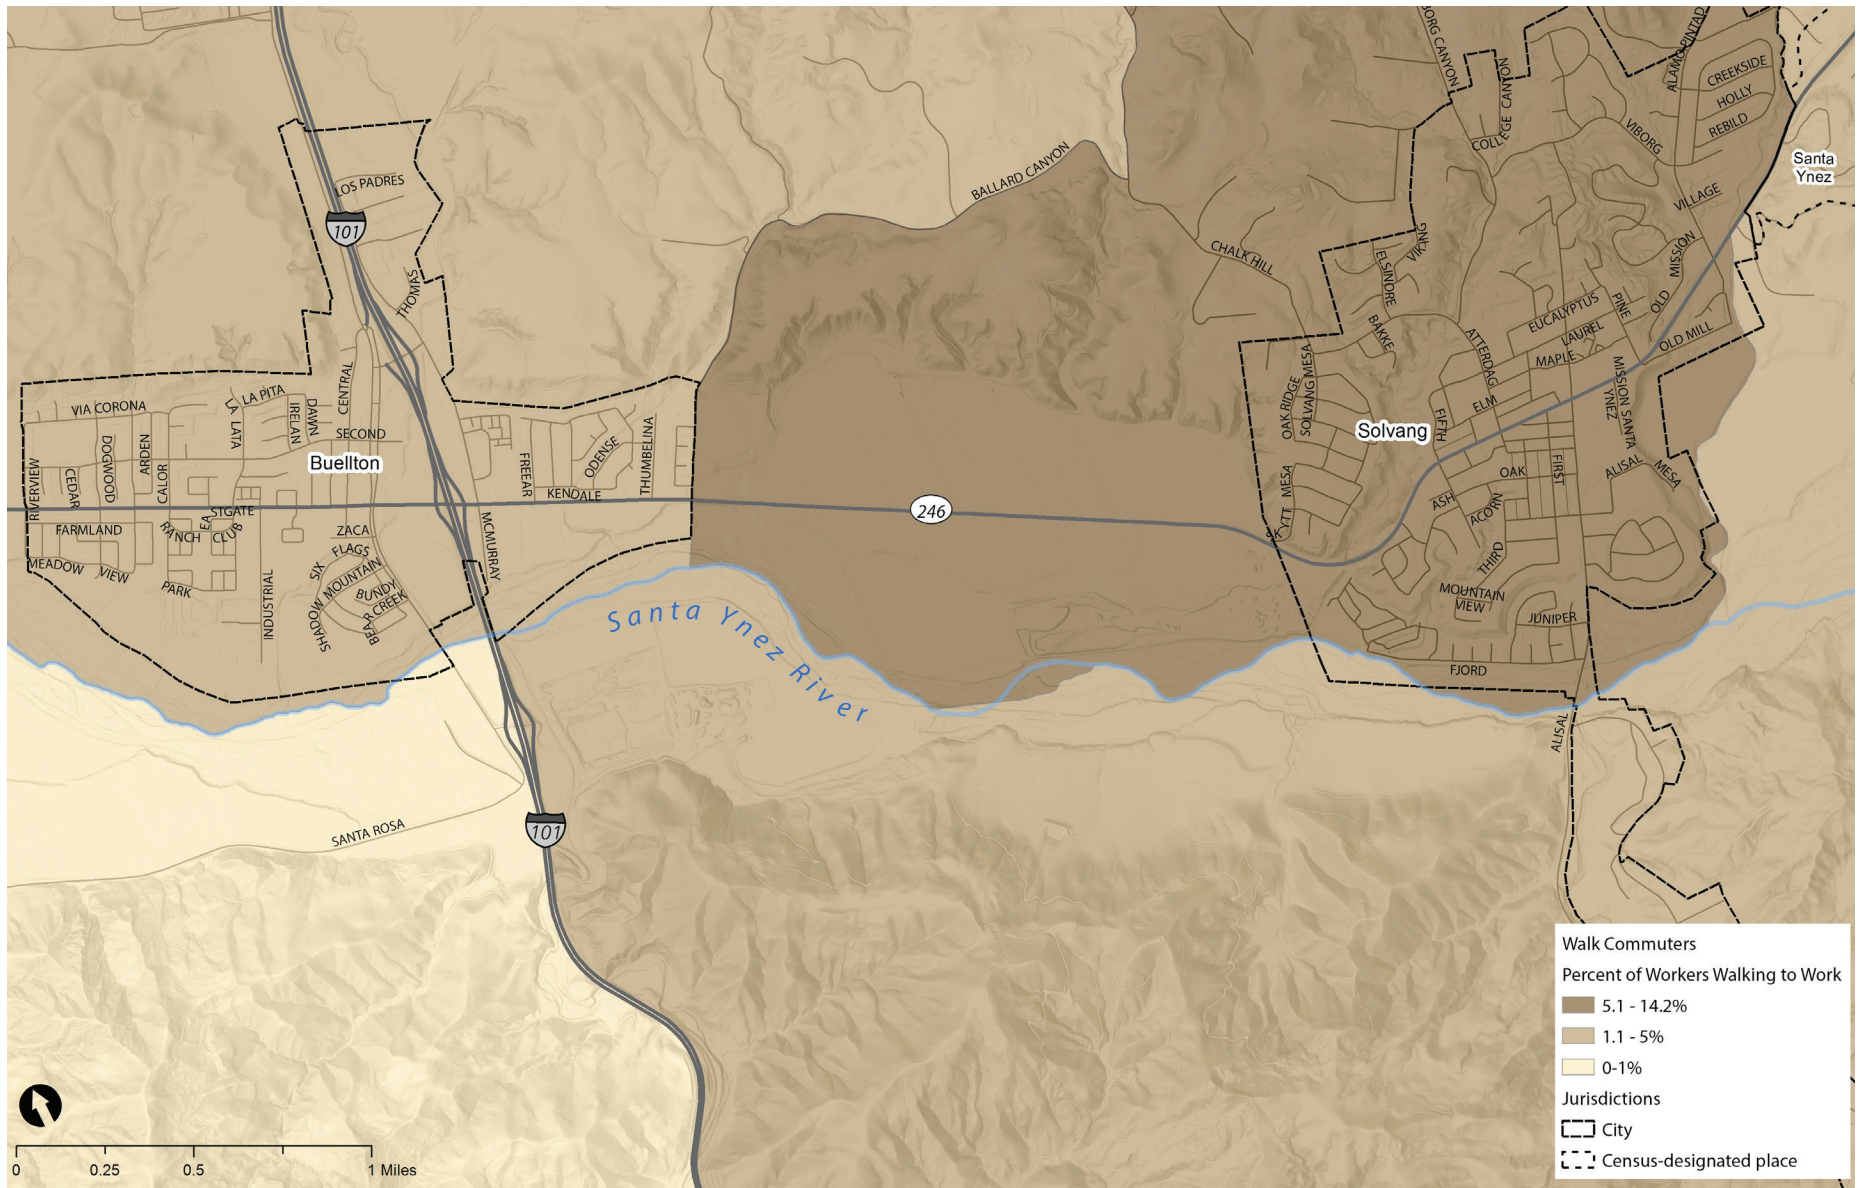 BORG CANYON
ALAMO PINTAD
CREEKSIDE
HOLLY
REBILD
COLLEGE CANYON
VIBORG
BALLARD CANYON
Santa
Ynez
LOS PADRES
101
VILLAGE
VIKING
ELSINORE
CHALK HILL
OLD MISSION
THOMAS
EUCALYPTUS
PINE
LAUREL
MAPLE
OLD MILL
BAKKE
ATTERDAG
CENTRAL
LA PITA
VIA CORONA
LA LATA
IRELAN
DAWN
SECOND
OAK RIDGE
SOLVANG MESA
ELM
FIFTH
MISSION SANTA
YNEZ
Solvang
Buellton
ARDEN
DOGWOOD
CEDAR
RIVERVIEW
CALOR
FREEAR
ODENSE
THUMBELINA
KENDALE
OAK
FIRST
ALISAL
MESA
SKYTT MESA
ASH
ACORN
246
EASTGATE
FARMLAND
RANCH CLUB
ZACA
MCMURRAY
MEADOW VIEW
PARK
SIX FLAGS
MOUNTAIN
SHADOW
BUNDY
BEAR CREEK
INDUSTRIAL
THIRD
MOUNTAIN
VIEW
JUNIPER
FJORD
Santa Ynez River
ALISAL
SANTA ROSA
101
Walk Commuters
Percent of Workers Walking to Work
5.1 - 14.2%
1.1 - 5%
0-1%
Jurisdictions
City
Census-designated place
0 0.25 0.5 1 Miles